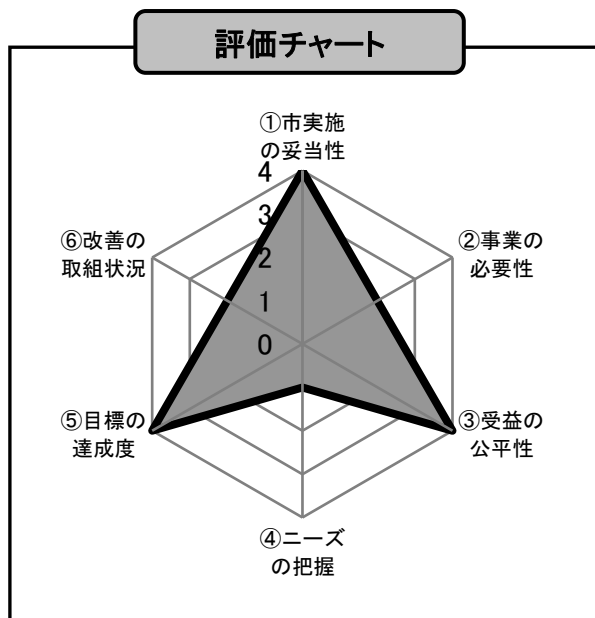 評価チャート
①市実施
の妥当性
4
3
2
1
0
②事業の
必要性
③受益の
公平性
④ニーズ
の把握
⑤目標の
達成度
⑥改善の
取組状況